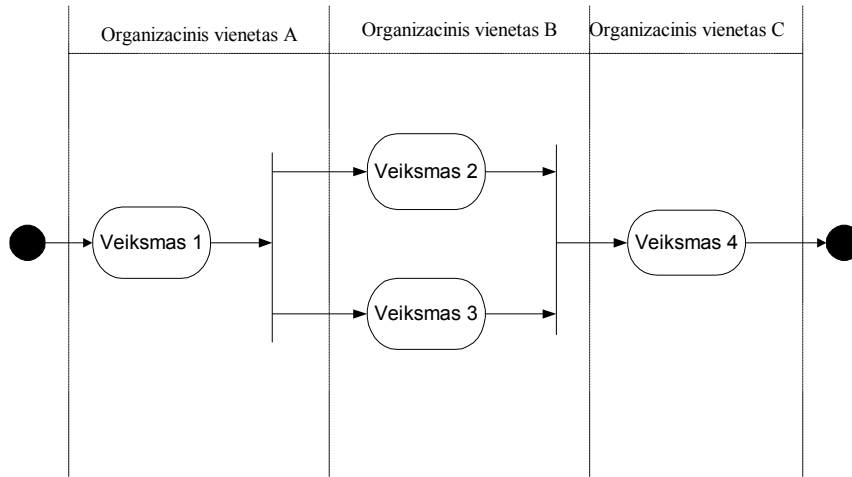 Organizacinis vienetas A
Organizacinis vienetas B
Organizacinis vienetas C
Veiksmas 1
Veiksmas 2
Veiksmas 3
Veiksmas 4